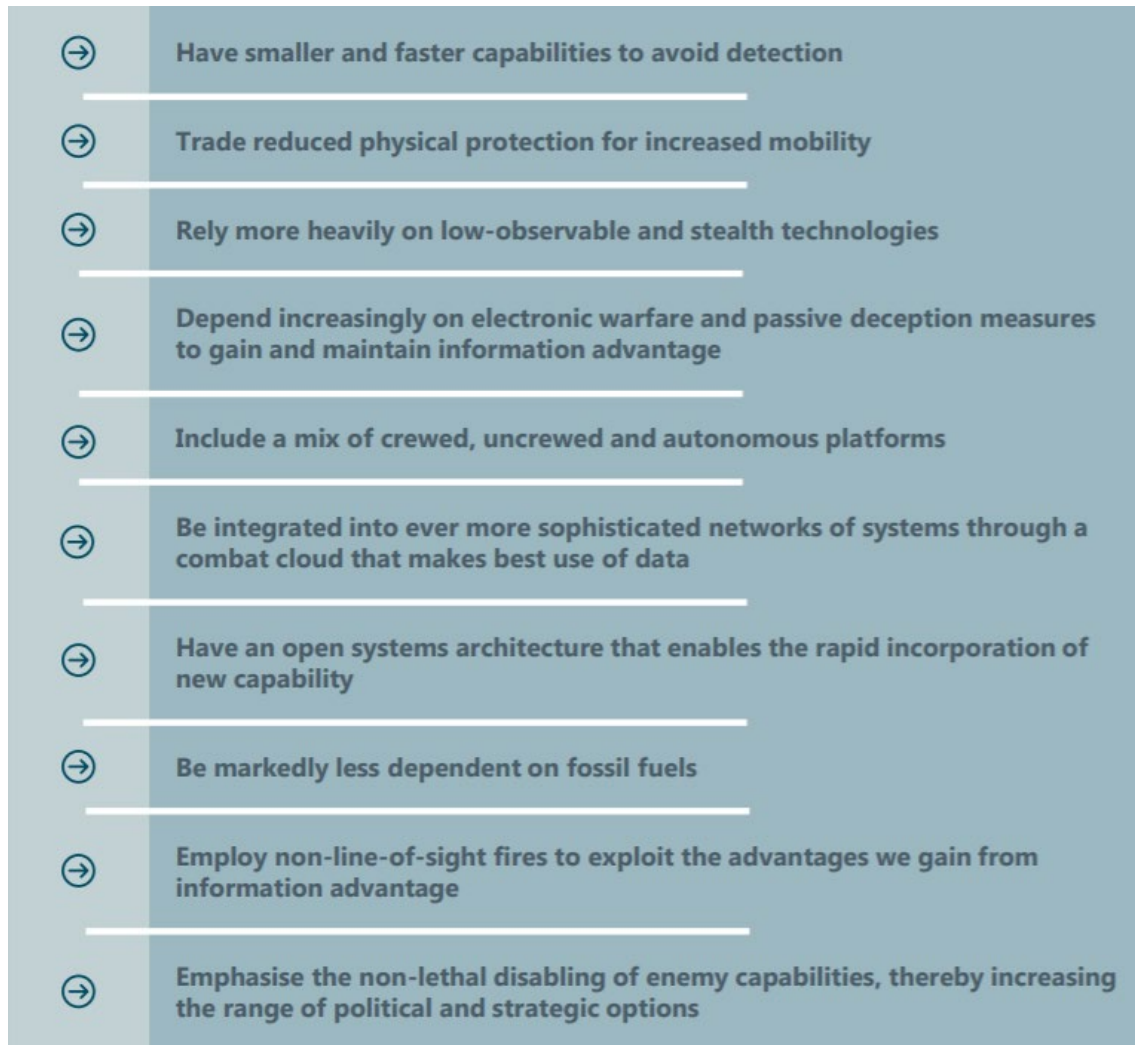 Have smaller and faster capabilities to avoid detection
Trade reduced physical protection for increased mobility
Rely more heavily on low-observable and stealth technologies
Depend increasingly on electronic warfare and passive deception measures
to gain and maintain information advantage
Include a mix of crewed, uncrewed and autonomous platforms
Be integrated into ever more sophisticated networks of systems through a
combat cloud that makes best use of data
Have an open systems architecture that enables the rapid incorporation of
new capability
Be markedly less dependent on fossil fuels
Employ non-line-of-sight fires to exploit the advantages we gain from
information advantage
Emphasise the non-lethal disabling of enemy capabilities, thereby increasing
the range of political and strategic options